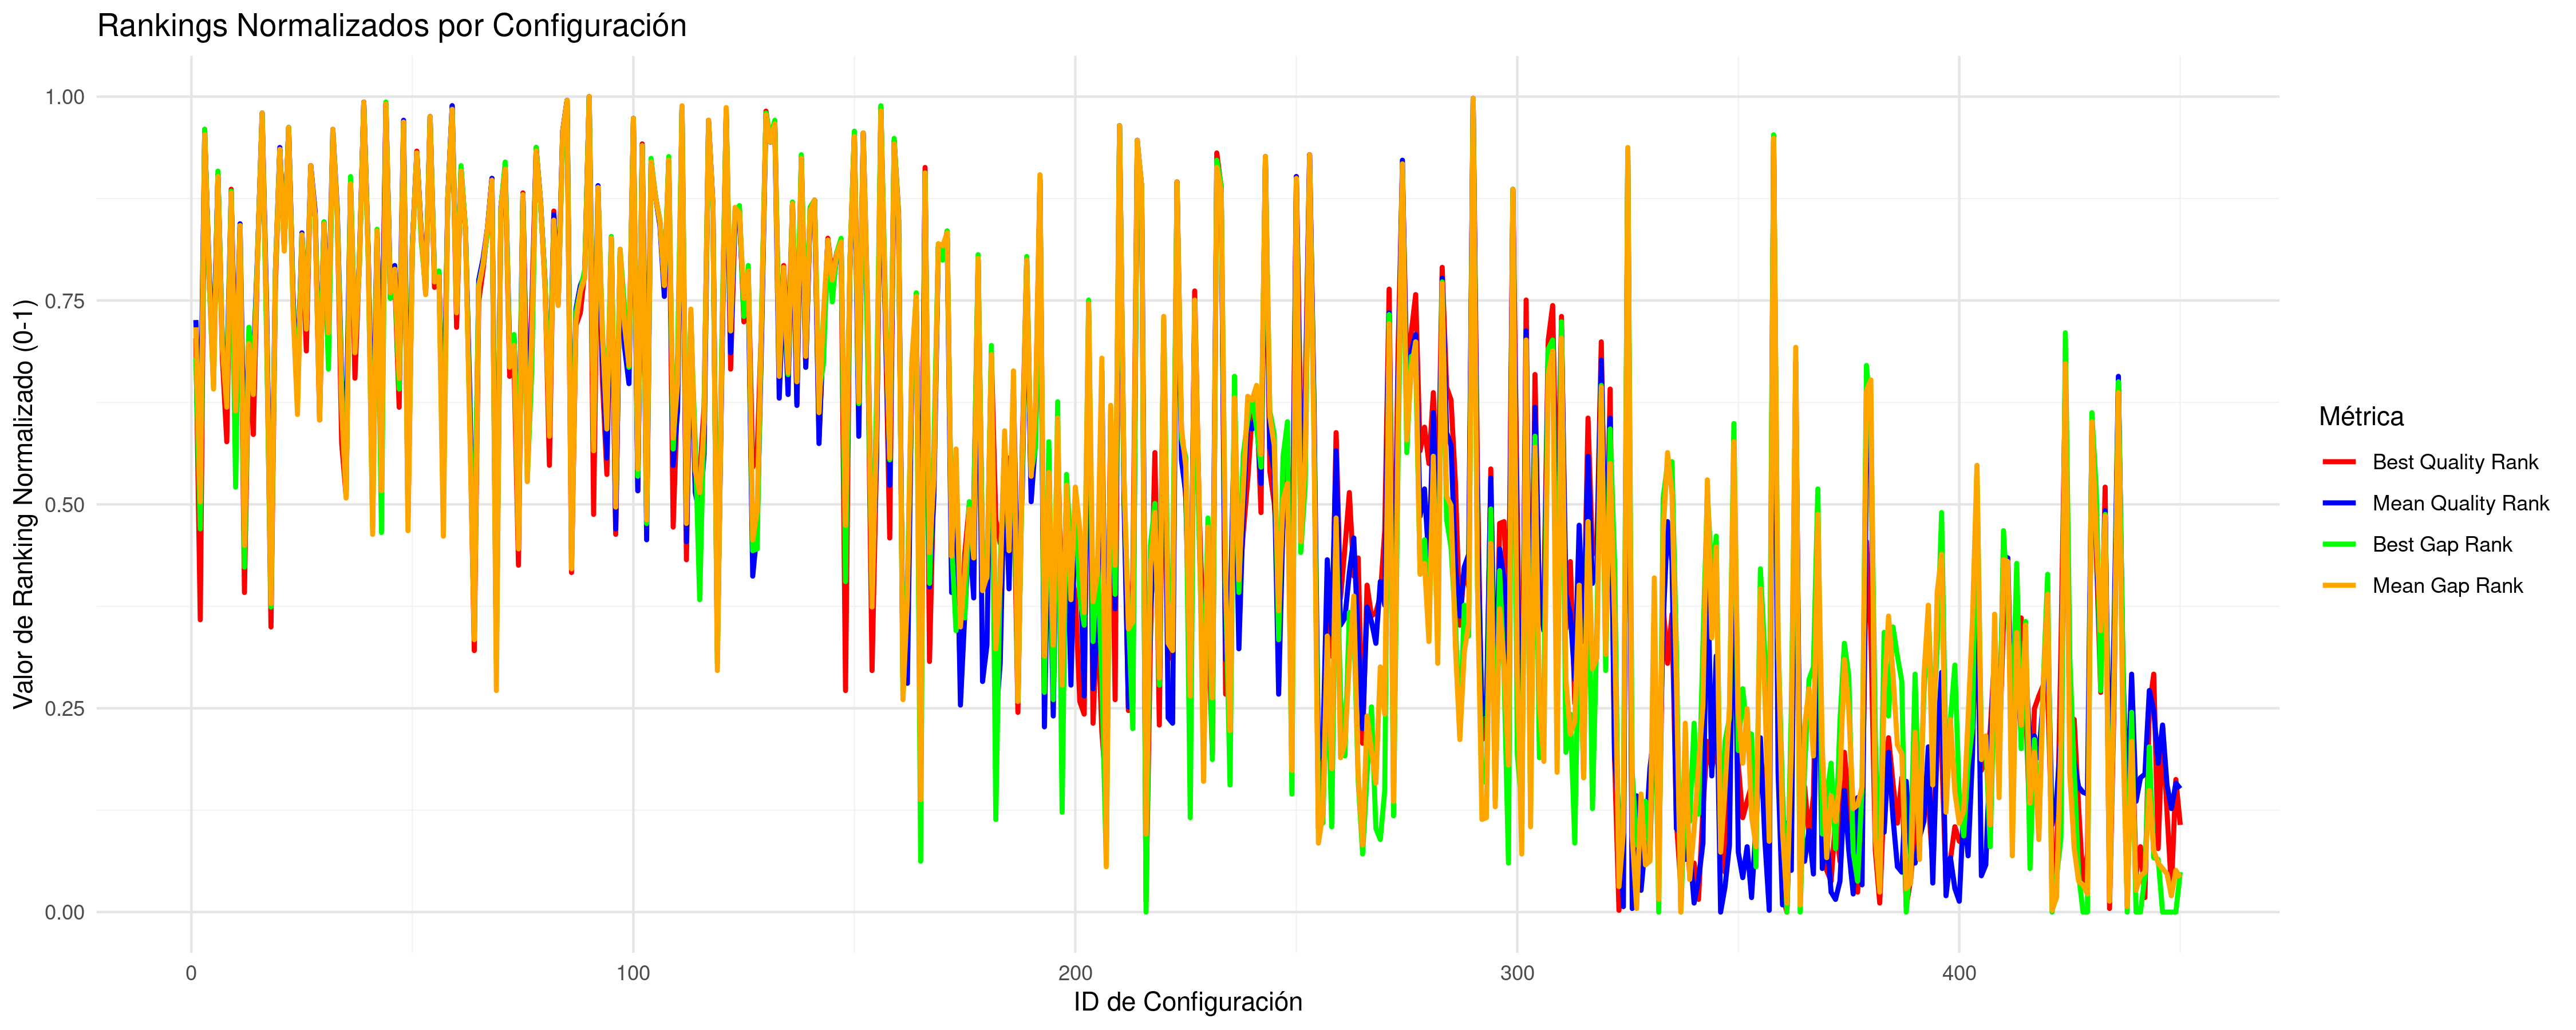 Rankings Normalizados por Configuración
Valor de Ranking Normalizado (0-1)
1.00
0.75
0.50
0.25
0.00
0
100
200
300
400
ID de Configuración
Métrica
Best Quality Rank
Mean Quality Rank
Best Gap Rank
Mean Gap Rank